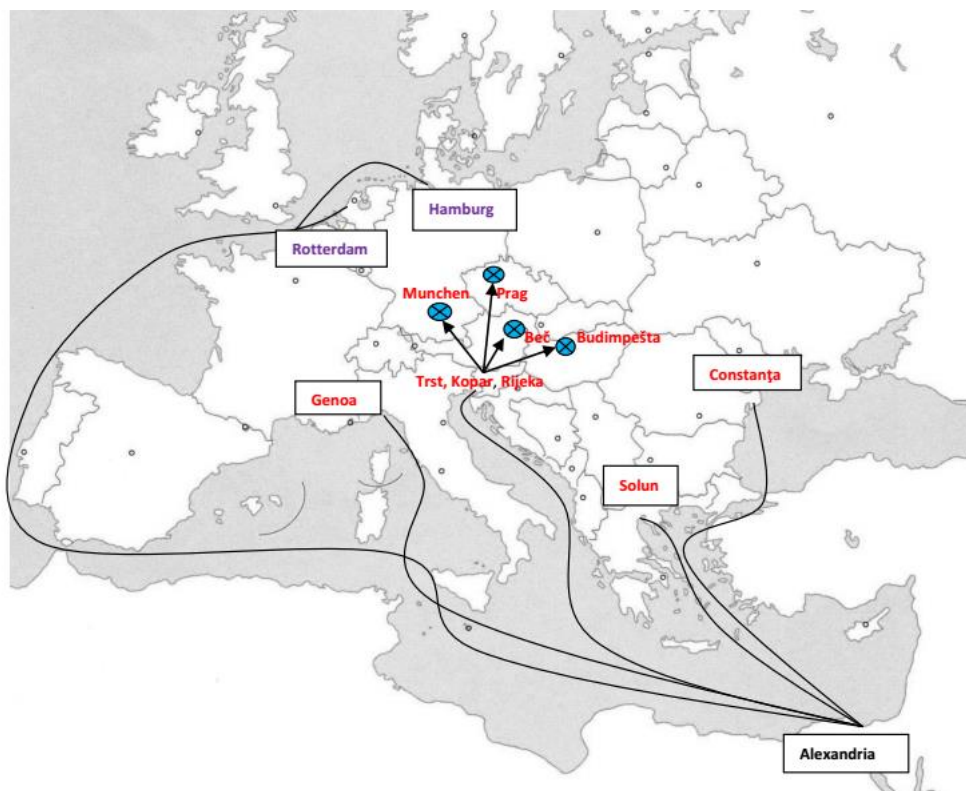 Hamburg
Rotterdam
Munchen
Prag
Beč
Budimpešta
Trst, Kopar, Rijeka
Constanţa
Genoa
Solun
Alexandria